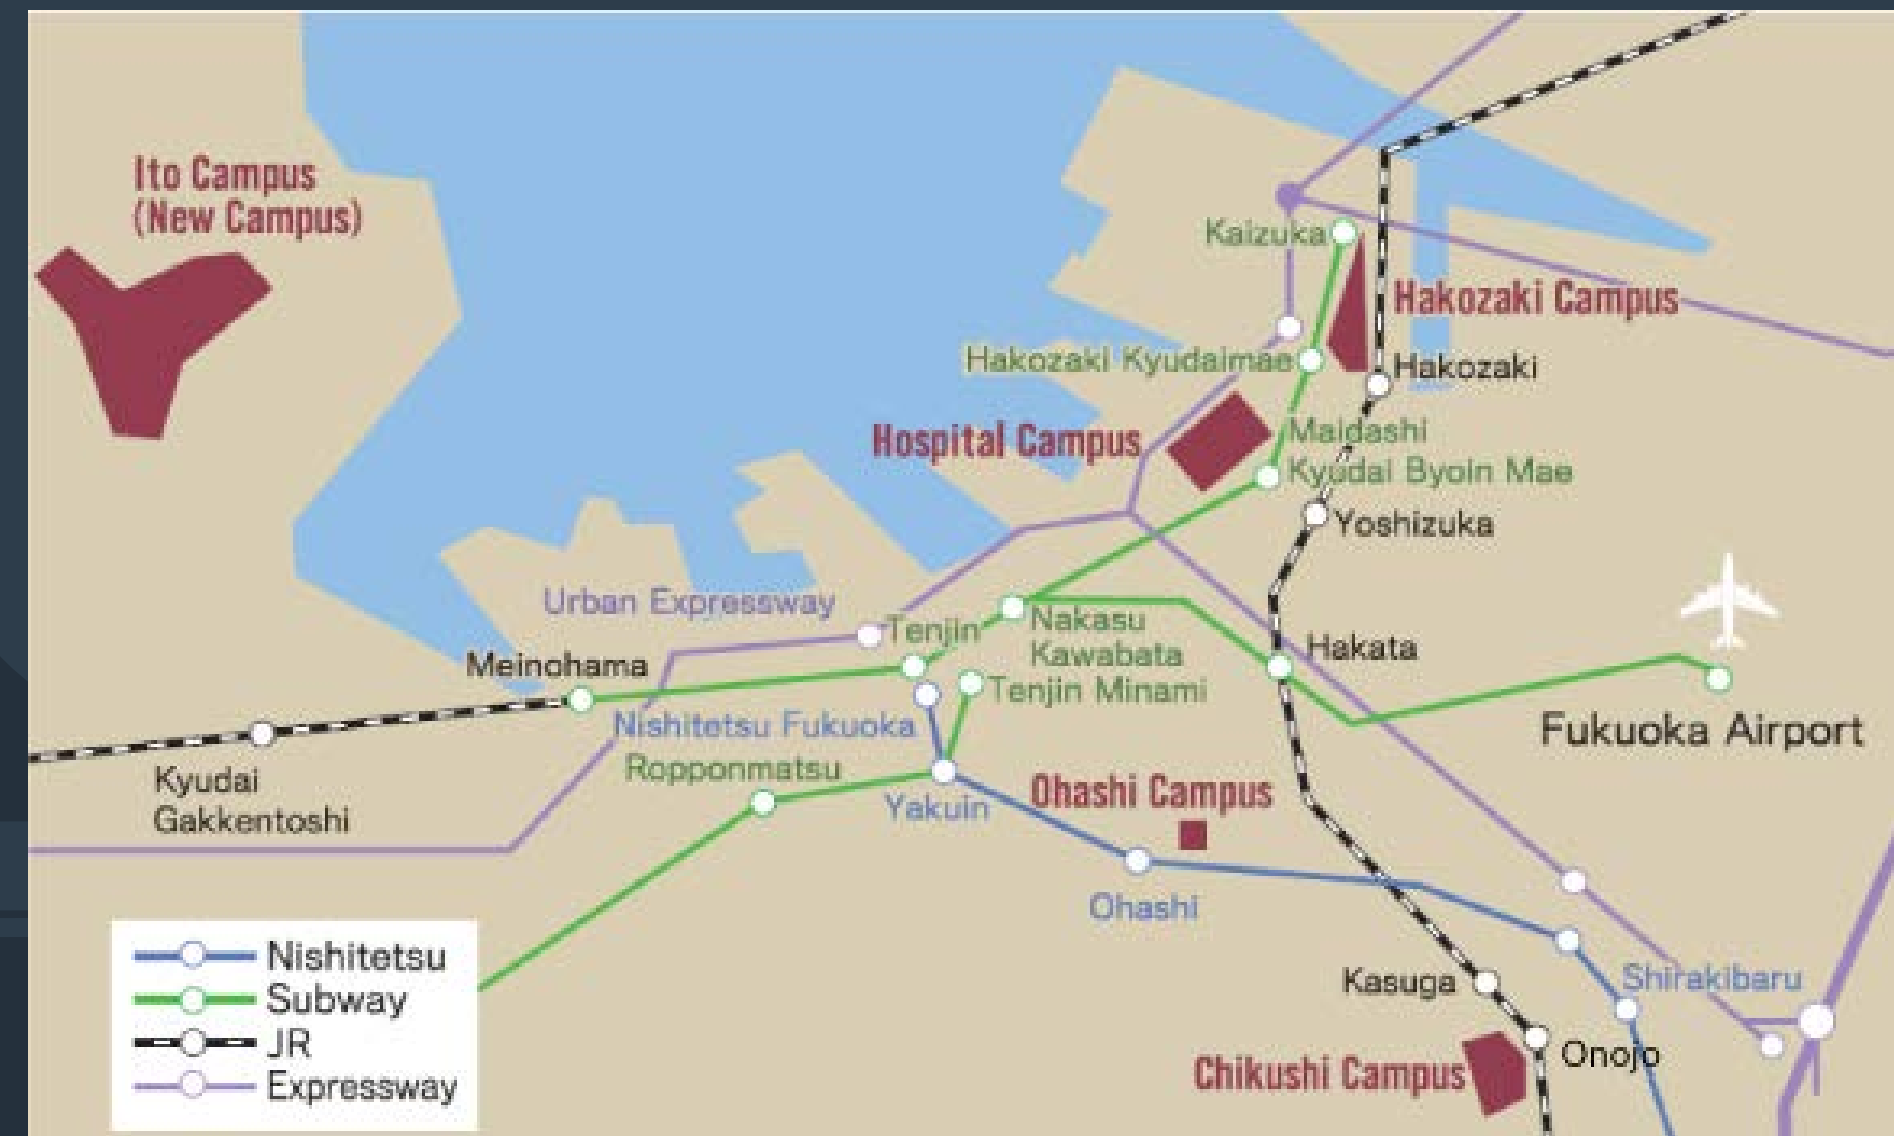 Ito Campus
(New Campus)
Kaizuka
Hakozaki Campus
Hakozaki Kyudaimae
Hakozaki
Hospital Campus
Maidashi
Kyudai Byoin Mae
Yoshizuka
Urban Expressway
Tenjin
Nakasu
Kawabata
Hakata
Meinohama
Tenjin Minami
Nishitetsu Fukuoka
Fukuoka Airport
Ropponmatsu
Kyudai
Gakkentoshi
Yakuin
Ohashi Campus
Ohashi
Nishitetsu
Subway
JR
Expressway
Kasuga
Shirakibaru
Onojo
Chikushi Campus